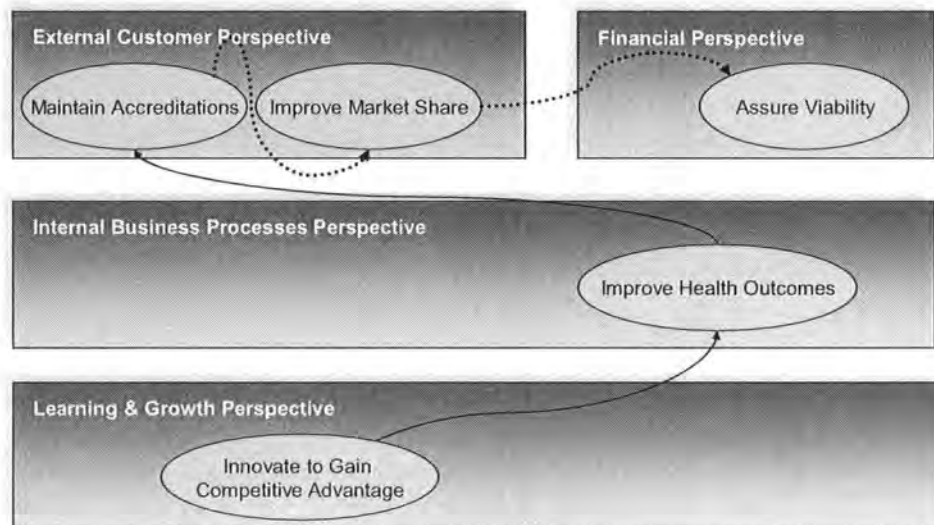 External Customer Perspective
Financial Perspective
Maintain Accreditations
Improve Market Share
Assure Viability
Internal Business Processes Perspective
Improve Health Outcomes
Learning & Growth Perspective
Innovate to Gain
Competitive Advantage